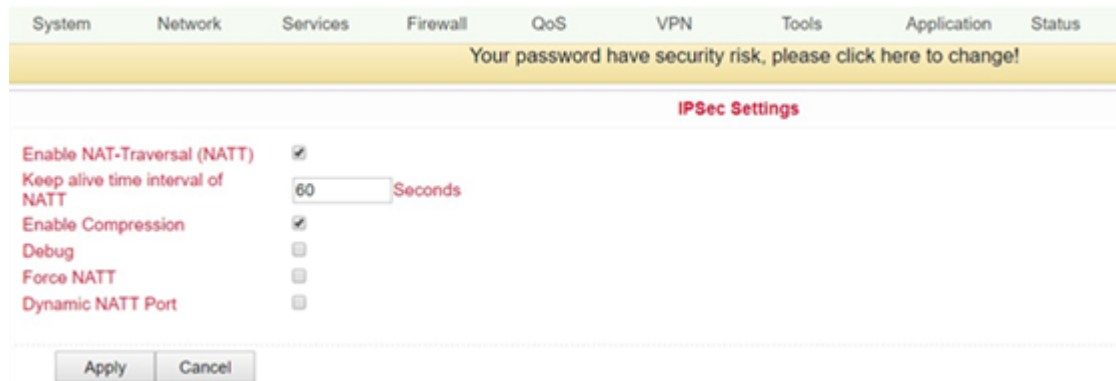 System Network Services Firewall QoS VPN Tools Application Status
Your password have security risk, please click here to change!
IPSec Settings
Enable NAT-Traversal (NATT)
Keep alive time interval of
NATT
60 Seconds
Enable Compression
Debug
Force NATT
Dynamic NATT Port
Apply Cancel